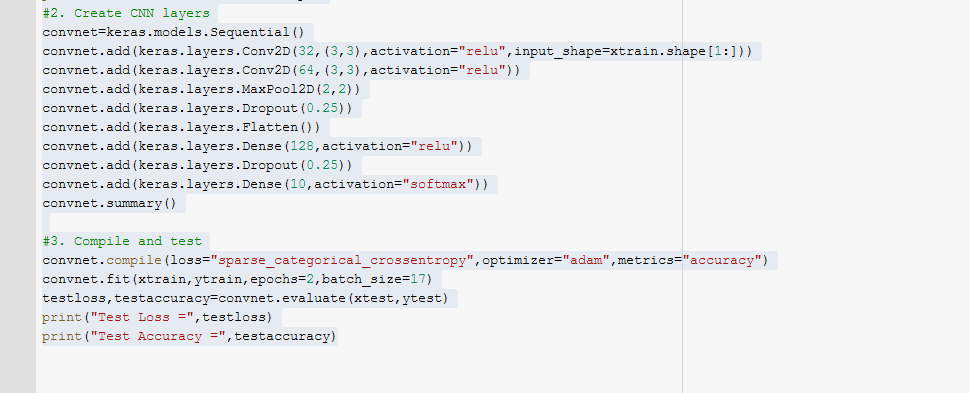 #2. Create CNN layers
convnet=keras.models.Sequential()
convnet.add(keras.layers.Conv2D(32,(3,3),activation="relu",input_shape=xtrain.shape[1:]))
convnet.add(keras.layers.Conv2D(64,(3,3),activation="relu"))
convnet.add(keras.layers.MaxPool2D(2,2))
convnet.add(keras.layers.Dropout(0.25))
convnet.add(keras.layers.Flatten())
convnet.add(keras.layers.Dense(128,activation="relu"))
convnet.add(keras.layers.Dropout(0.25))
convnet.add(keras.layers.Dense(10,activation="softmax"))
convnet.summary()
#3. Compile and test
convnet.compile(loss="sparse_categorical_crossentropy",optimizer="adam",metrics="accuracy")
convnet.fit(xtrain,ytrain,epochs=2,batch_size=17)
testloss,testaccuracy=convnet.evaluate(xtest,ytest)
print("Test Loss =",testloss)
print("Test Accuracy =",testaccuracy)